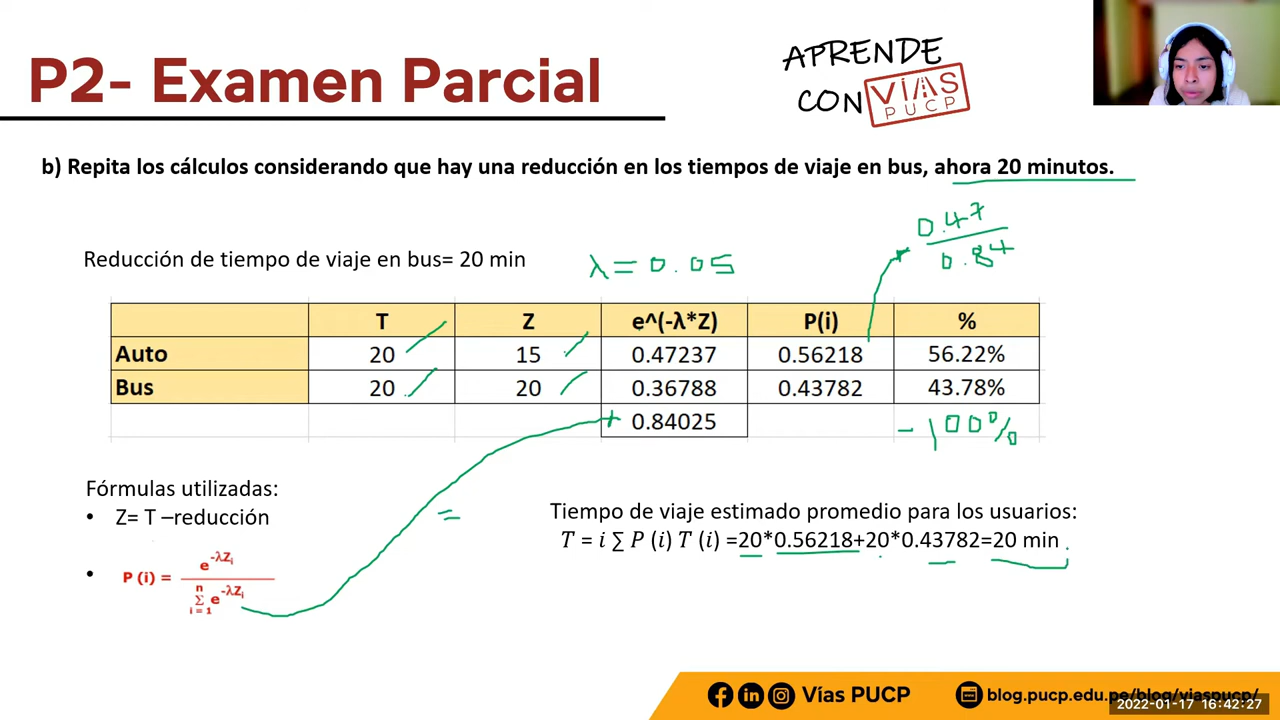 P2- Examen Parcial
APRENDE
CON VÍAS
PUCP
b) Repita los cálculos considerando que hay una reducción en los tiempos de viaje en bus, ahora 20 minutos.
0.47
0.84
Reducción de tiempo de viaje en bus= 20 min
λ = 0.05
T Z e^(-λ*Z) P(i) %
Auto 20 15 0.47237 0.56218 56.22%
Bus 20 20 0.36788 0.43782 43.78%
0.84025
- 100%
Fórmulas utilizadas:
• Z= T –reducción
=
• P (i) = e^-λZi / n Σ i = 1 e^-λZi
Tiempo de viaje estimado promedio para los usuarios:
T = i ∑ P (i) T (i) =20*0.56218+20*0.43782=20 min
Vías PUCP
blog.pucp.edu.pe/blog/viaspucp/
2022-01-17 16:42:27